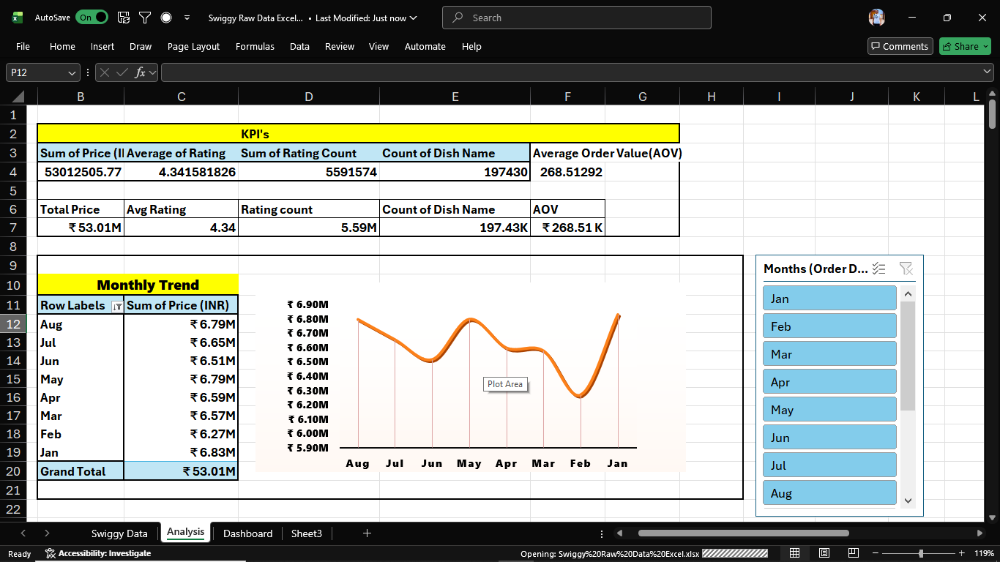 AutoSave On Swiggy Raw Data Excel... • Last Modified: Just now Search
File Home Insert Draw Page Layout Formulas Data Review View Automate Help Comments Share
P12 fx
B C D E F G H I J K L
1
2 KPI's
3 Sum of Price (II Average of Rating Sum of Rating Count Count of Dish Name Average Order Value(AOV)
4 53012505.77 4.341581826 5591574 197430 268.51292
5
6 Total Price Avg Rating Rating count Count of Dish Name AOV
7 ₹ 53.01M 4.34 5.59M 197.43K ₹ 268.51 K
8
9
10 Monthly Trend
11 Row Labels Sum of Price (INR)
12 Aug ₹ 6.79M
13 Jul ₹ 6.65M
14 Jun ₹ 6.51M
15 May ₹ 6.79M
16 Apr ₹ 6.59M
17 Mar ₹ 6.57M
18 Feb ₹ 6.27M
19 Jan ₹ 6.83M
20 Grand Total ₹ 53.01M
21
22
₹ 6.90M
₹ 6.80M
₹ 6.70M
₹ 6.60M
₹ 6.50M
₹ 6.40M
₹ 6.30M
₹ 6.20M
₹ 6.10M
₹ 6.00M
₹ 5.90M
Plot Area
Aug Jul Jun May Apr Mar Feb Jan
Months (Order D...
Jan
Feb
Mar
Apr
May
Jun
Jul
Aug
Swiggy Data Analysis Dashboard Sheet3
Ready Accessibility: Investigate Opening: Swiggy%20Raw%20Data%20Excel.xlsx 119%